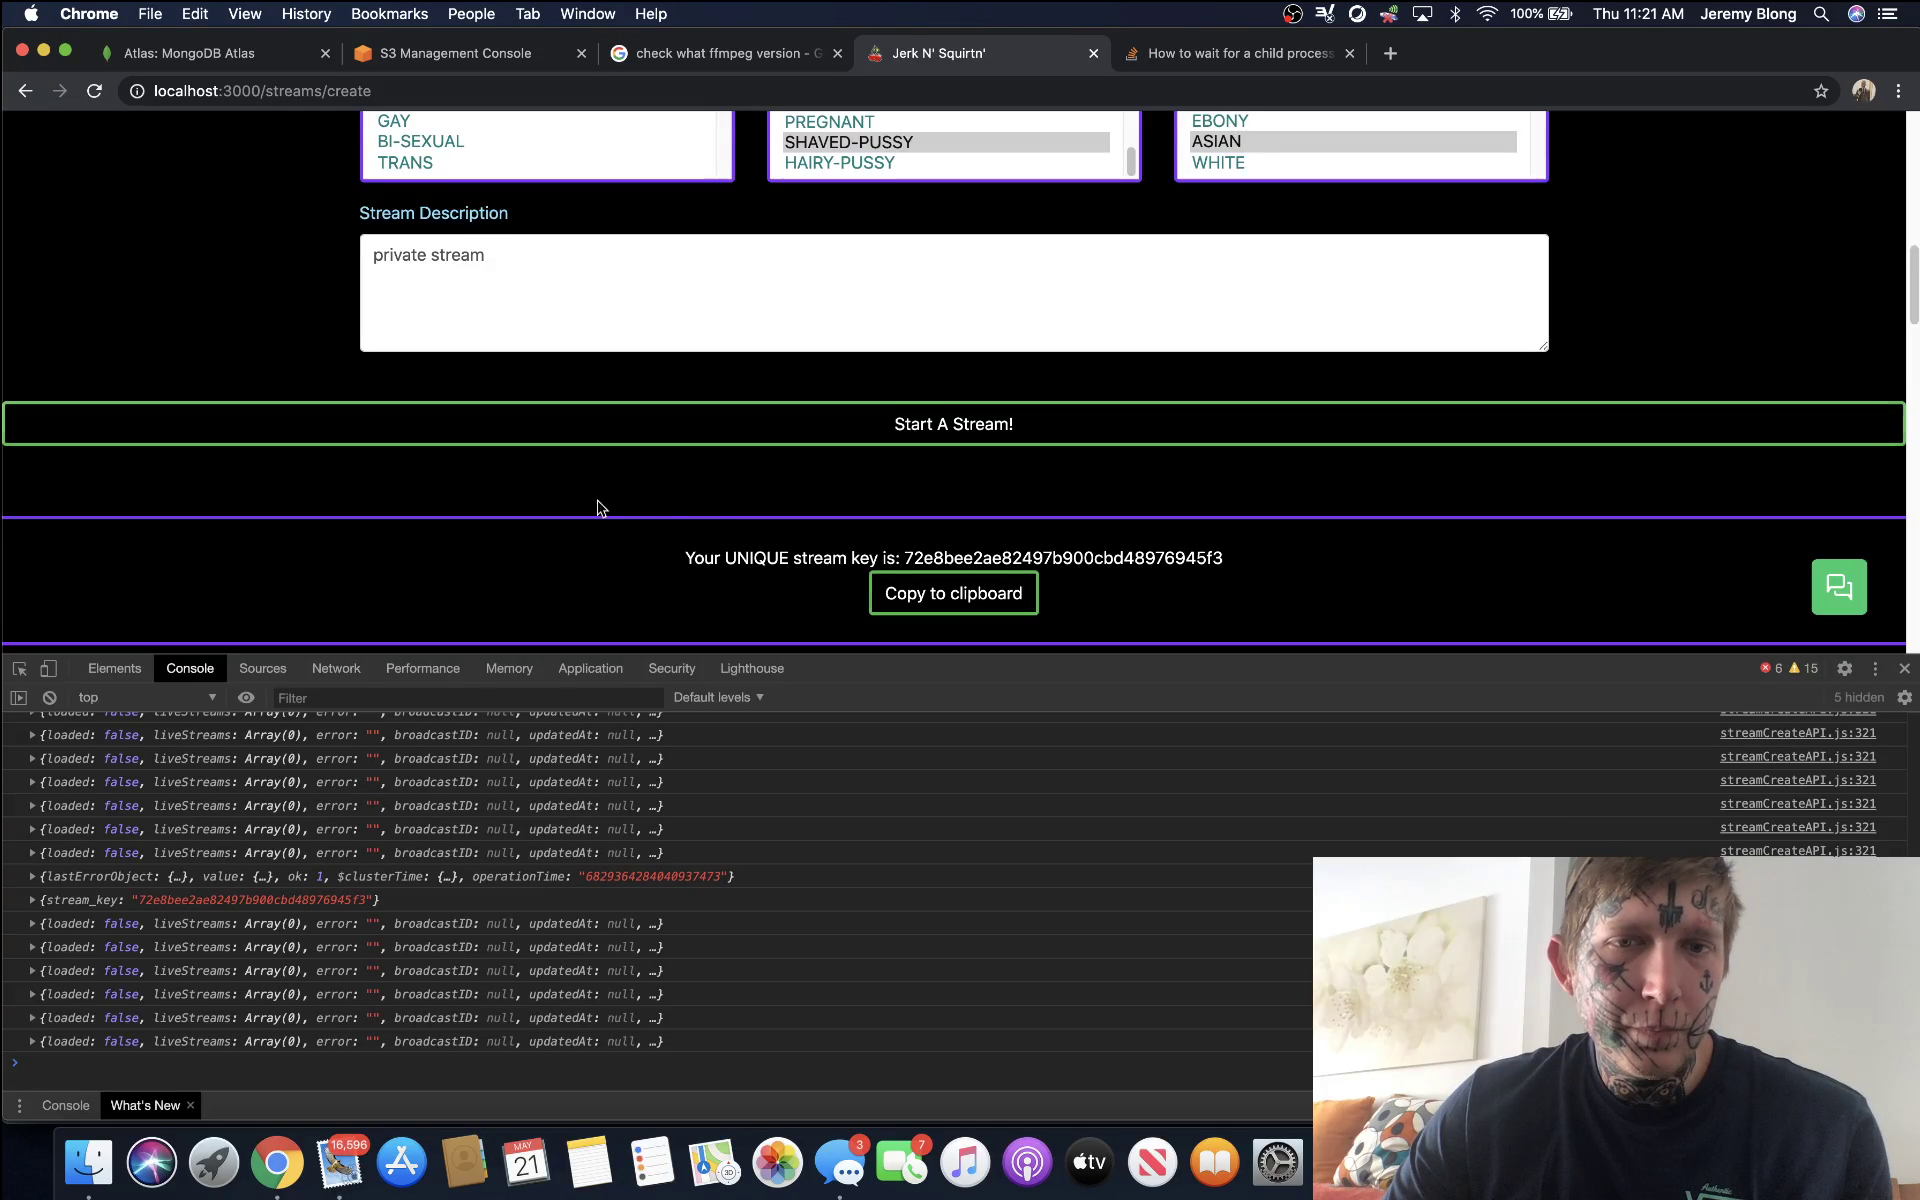 Chrome File Edit View History Bookmarks People Tab Window Help 100% Thu 11:21 AM Jeremy Blong
Atlas: MongoDB Atlas S3 Management Console check what ffmpeg version - G Jerk N' Squirtn' How to wait for a child process
localhost:3000/streams/create
GAY PREGNANT EBONY
BI-SEXUAL SHAVED-PUSSY ASIAN
TRANS HAIRY-PUSSY WHITE
Stream Description
private stream
Start A Stream!
Your UNIQUE stream key is: 72e8bee2ae82497b900cbd48976945f3
Copy to clipboard
Elements Console Sources Network Performance Memory Application Security Lighthouse 6 15
top Filter Default levels 5 hidden
{loaded: false, liveStreams: Array(0), error: "", broadcastID: null, updatedAt: null, …} streamCreateAPI.js:321
{loaded: false, liveStreams: Array(0), error: "", broadcastID: null, updatedAt: null, …} streamCreateAPI.js:321
{loaded: false, liveStreams: Array(0), error: "", broadcastID: null, updatedAt: null, …} streamCreateAPI.js:321
{loaded: false, liveStreams: Array(0), error: "", broadcastID: null, updatedAt: null, …} streamCreateAPI.js:321
{loaded: false, liveStreams: Array(0), error: "", broadcastID: null, updatedAt: null, …} streamCreateAPI.js:321
{loaded: false, liveStreams: Array(0), error: "", broadcastID: null, updatedAt: null, …} streamCreateAPI.js:321
{loaded: false, liveStreams: Array(0), error: "", broadcastID: null, updatedAt: null, …} streamCreateAPI.js:321
{lastErrorObject: {…}, value: {…}, ok: 1, $clusterTime: {…}, operationTime: "6829364284040937473"}
{stream_key: "72e8bee2ae82497b900cbd48976945f3"}
{loaded: false, liveStreams: Array(0), error: "", broadcastID: null, updatedAt: null, …}
{loaded: false, liveStreams: Array(0), error: "", broadcastID: null, updatedAt: null, …}
{loaded: false, liveStreams: Array(0), error: "", broadcastID: null, updatedAt: null, …}
{loaded: false, liveStreams: Array(0), error: "", broadcastID: null, updatedAt: null, …}
{loaded: false, liveStreams: Array(0), error: "", broadcastID: null, updatedAt: null, …}
{loaded: false, liveStreams: Array(0), error: "", broadcastID: null, updatedAt: null, …}
Console What's New
16,596 MAY 21 3D 3 7 tv
Authentic